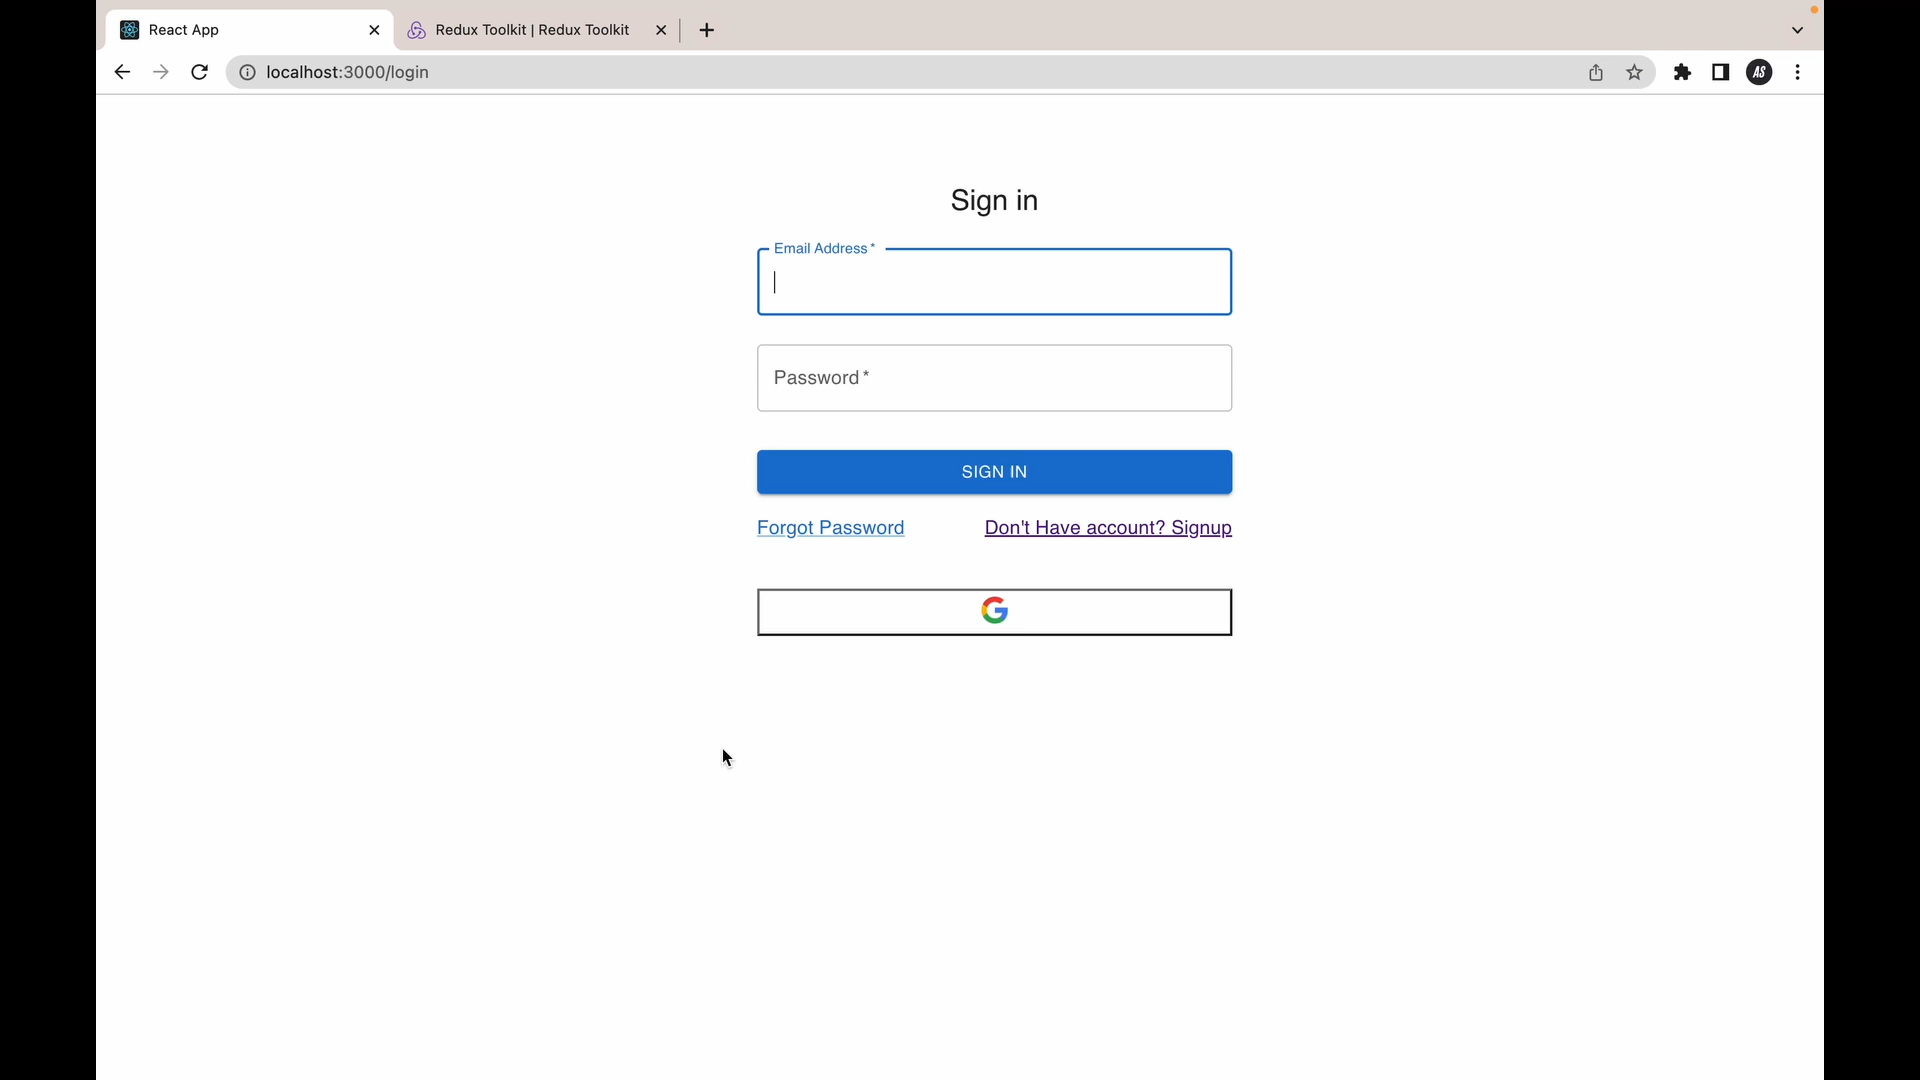 React App
Redux Toolkit | Redux Toolkit
localhost:3000/login
AS
Sign in
Email Address *
Password *
SIGN IN
Forgot Password
Don't Have account? Signup
G